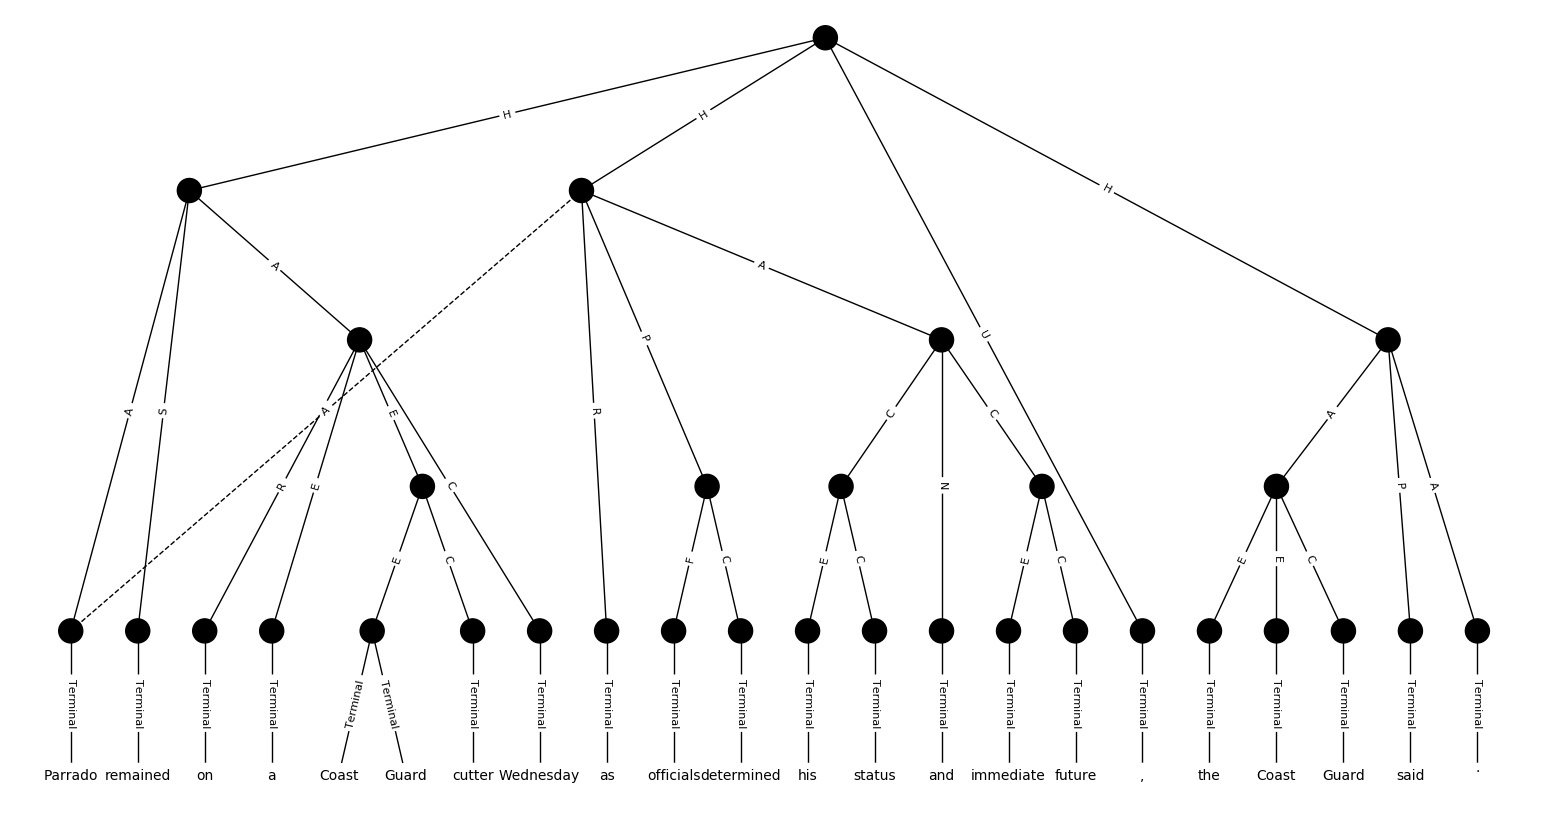 H
H
H
A
A
U
P
A
S
A
E
R
C
C
A
R
E
C
N
P
A
E
C
F
C
E
C
E
C
E
E
C
Terminal Terminal Terminal Terminal Terminal Terminal Terminal Terminal Terminal Terminal Terminal Terminal Terminal Terminal Terminal Terminal Terminal Terminal Terminal Terminal Terminal Terminal
Parrado remained on a Coast Guard cutter Wednesday as officials determined his status and immediate future , the Coast Guard said .